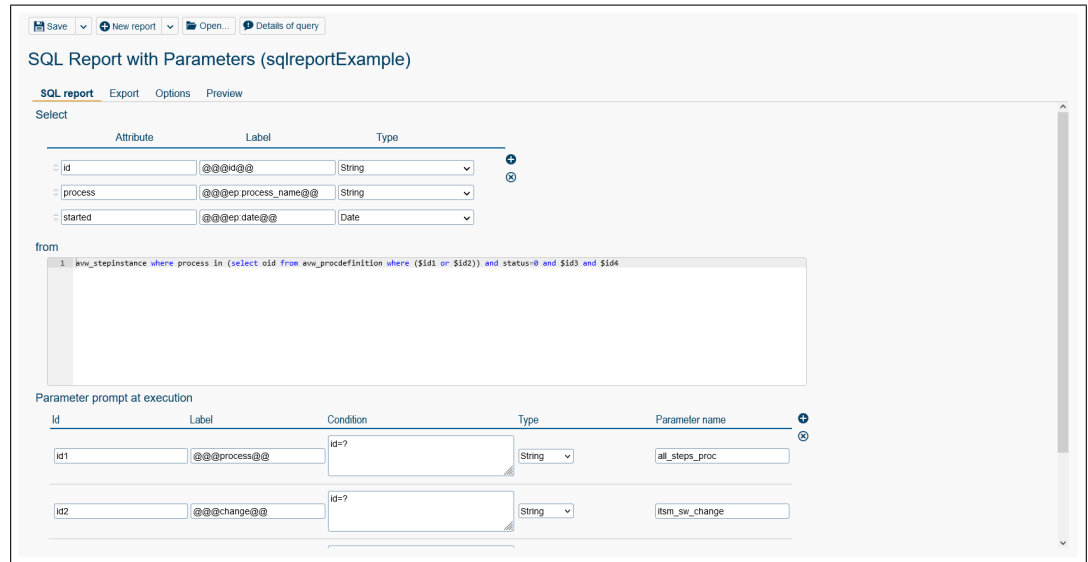 Save New report Open... Details of query
SQL Report with Parameters (sqlreportExample)
SQL report Export Options Preview
Select
Attribute Label Type
id @@@id@@ String
process @@@ep:process_name@@ String
started @@@ep:date@@ Date
from
1 avw_stepinstance where process in (select oid from avw_procdefinition where ($id1 or $id2)) and status=0 and $id3 and $id4
Parameter prompt at execution
Id Label Condition Type Parameter name
id1 @@@process@@ id=? String all_steps_proc
id2 @@@change@@ id=? String itsm_sw_change